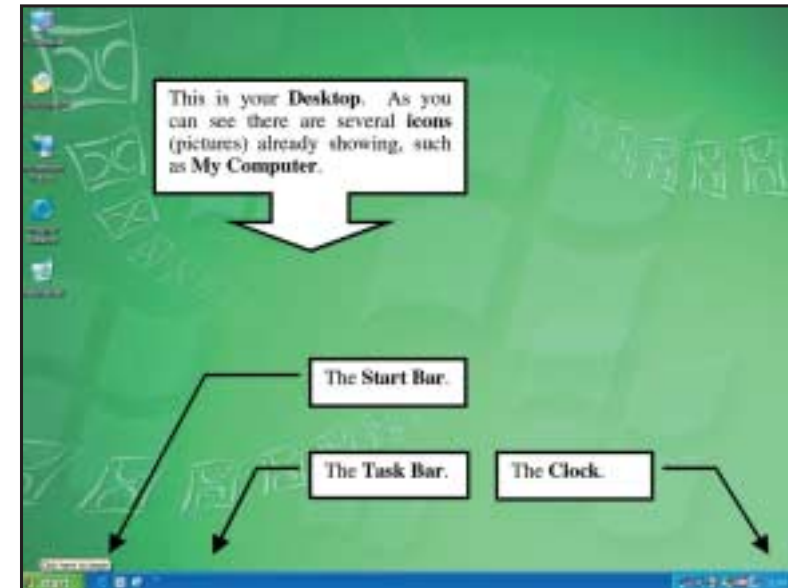 This is your Desktop. As you
can see there are several icons
(pictures) already showing, such
as My Computer.
The Start Bar.
The Task Bar.
The Clock.
start